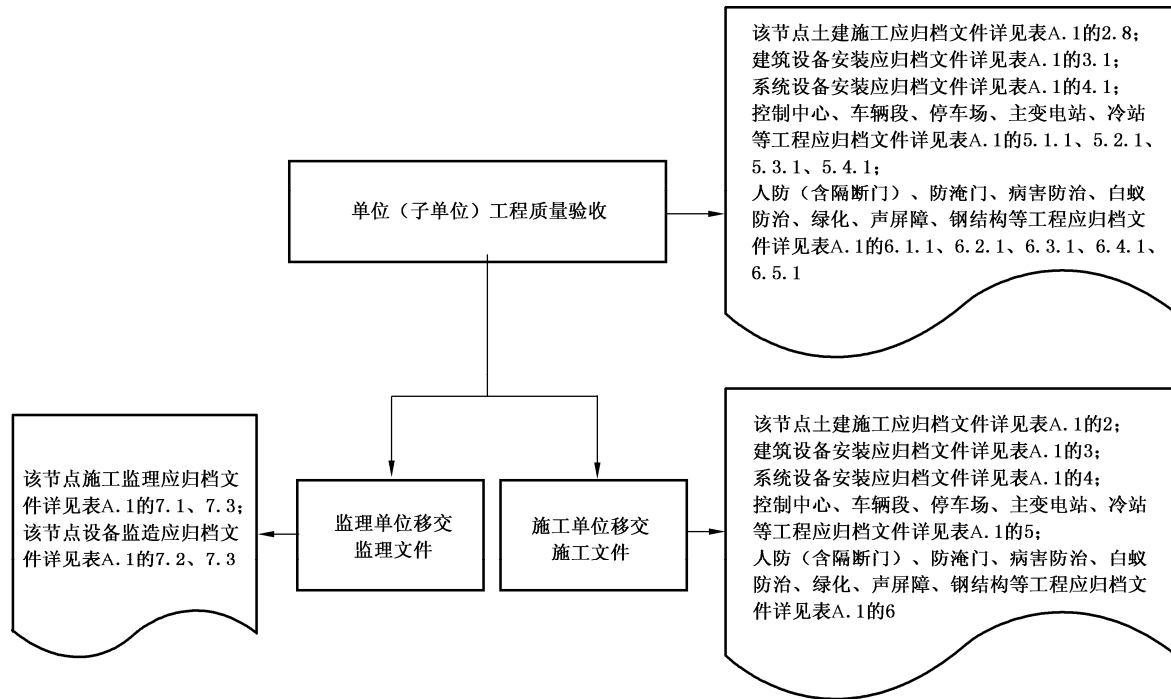 该节点土建施工应归档文件详见表A.1的2.8;
建筑设备安装应归档文件详见表A.1的3.1;
系统设备安装应归档文件详见表A.1的4.1;
控制中心、车辆段、停车场、主变电站、冷站
等工程应归档文件详见表A.1的5.1.1、5.2.1、
5.3.1、5.4.1;
人防（含隔断门）、防淹门、病害防治、白蚁
防治、绿化、声屏障、钢结构等工程应归档文
件详见表A.1的6.1.1、6.2.1、6.3.1、6.4.1、
6.5.1
单位（子单位）工程质量验收
该节点施工监理应归档文
件详见表A.1的7.1、7.3;
该节点设备监造应归档文
件详见表A.1的7.2、7.3
监理单位移交
监理文件
施工单位移交
施工文件
该节点土建施工应归档文件详见表A.1的2;
建筑设备安装应归档文件详见表A.1的3;
系统设备安装应归档文件详见表A.1的4;
控制中心、车辆段、停车场、主变电站、冷站
等工程应归档文件详见表A.1的5;
人防（含隔断门）、防淹门、病害防治、白蚁
防治、绿化、声屏障、钢结构等工程应归档文
件详见表A.1的6